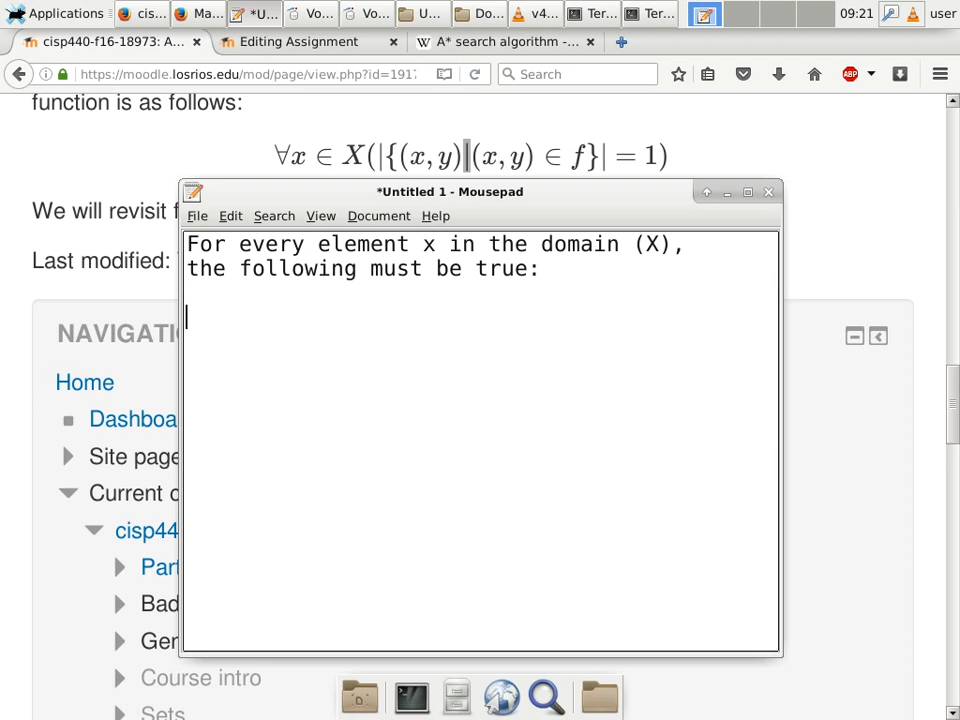 Applications cis... Ma... *U... Vo... Vo... U... Do... v4... Ter... Ter... 09:21 user
cisp440-f16-18973: A... × Editing Assignment × W A* search algorithm -... ×
https://moodle.losrios.edu/mod/page/view.php?id=191 Search ABP
function is as follows:
∀x ∈ X(|{(x, y)|(x, y) ∈ f}| = 1)
*Untitled 1 - Mousepad
We will revisit f
File Edit Search View Document Help
For every element x in the domain (X),
the following must be true:
Last modified:
NAVIGATI
Home
Dashboa
Site page
Current c
cisp44
Part
Bad
Ger
Course intro
Sets